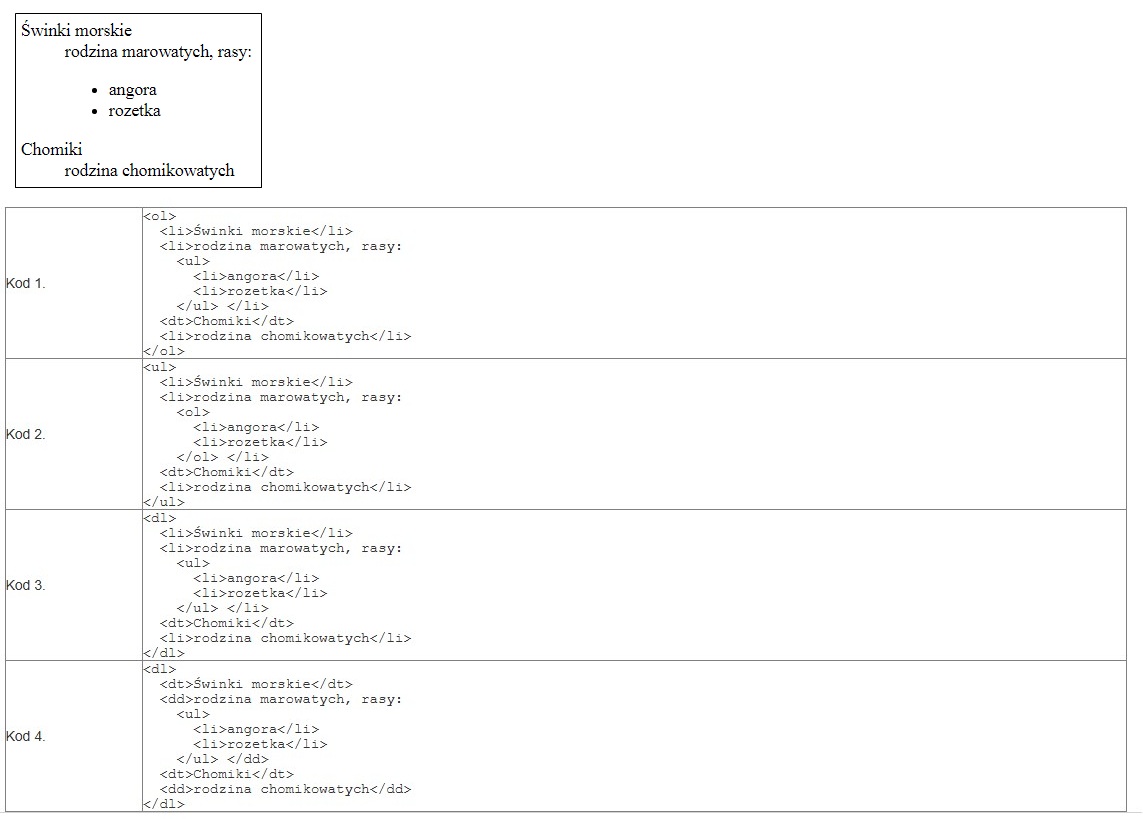 Świnki morskie
rodzina marowatych, rasy:
• angora
• rozetka
Chomiki
rodzina chomikowatych
Kod 1.
<ol>
<li>Świnki morskie</li>
<li>rodzina marowatych, rasy:
<ul>
<li>angora</li>
<li>rozetka</li>
</ul> </li>
<dt>Chomiki</dt>
<li>rodzina chomikowatych</li>
</ol>
Kod 2.
<ul>
<li>Świnki morskie</li>
<li>rodzina marowatych, rasy:
<ol>
<li>angora</li>
<li>rozetka</li>
</ol> </li>
<dt>Chomiki</dt>
<li>rodzina chomikowatych</li>
</ul>
Kod 3.
<dl>
<li>Świnki morskie</li>
<li>rodzina marowatych, rasy:
<ul>
<li>angora</li>
<li>rozetka</li>
</ul> </li>
<dt>Chomiki</dt>
<li>rodzina chomikowatych</li>
</dl>
Kod 4.
<dl>
<dt>Świnki morskie</dt>
<dd>rodzina marowatych, rasy:
<ul>
<li>angora</li>
<li>rozetka</li>
</ul> </dd>
<dt>Chomiki</dt>
<dd>rodzina chomikowatych</dd>
</dl>